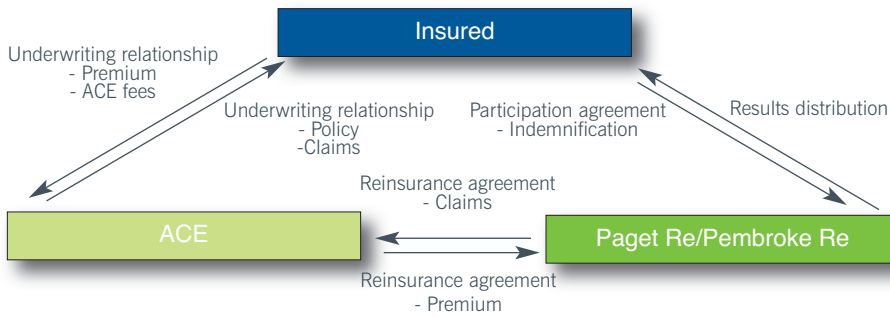 Insured
Underwriting relationship
- Premium
- ACE fees
Underwriting relationship
- Policy
-Claims
Participation agreement
- Indemnification
Results distribution
Reinsurance agreement
- Claims
ACE
Paget Re/Pembroke Re
Reinsurance agreement
- Premium